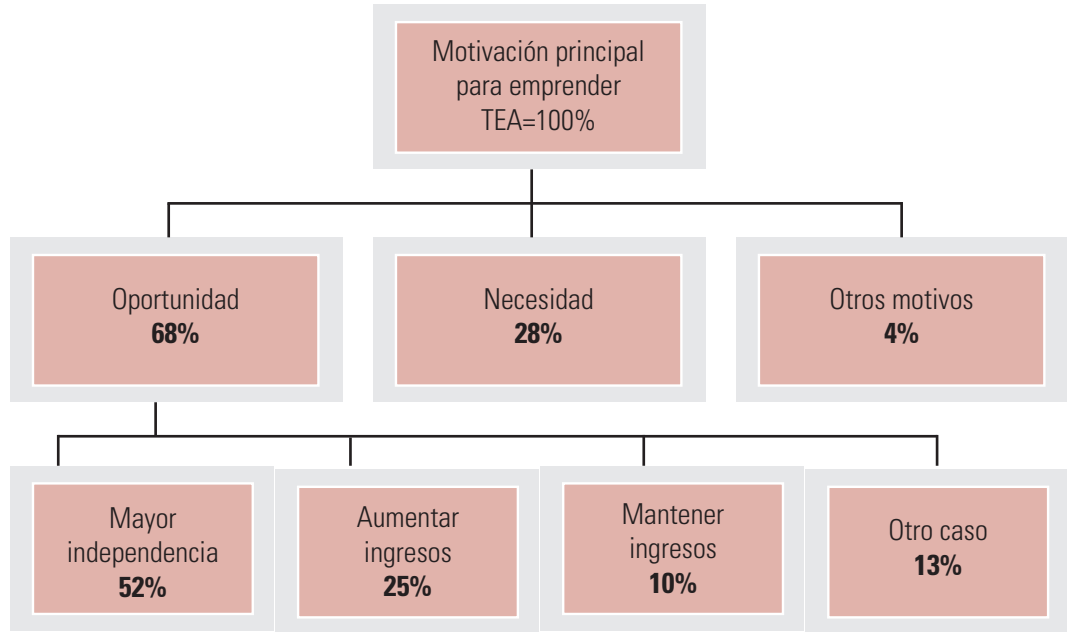 Motivación principal
para emprender
TEA=100%
Oportunidad
68%
Necesidad
28%
Otros motivos
4%
Mayor
independencia
52%
Aumentar
ingresos
25%
Mantener
ingresos
10%
Otro caso
13%